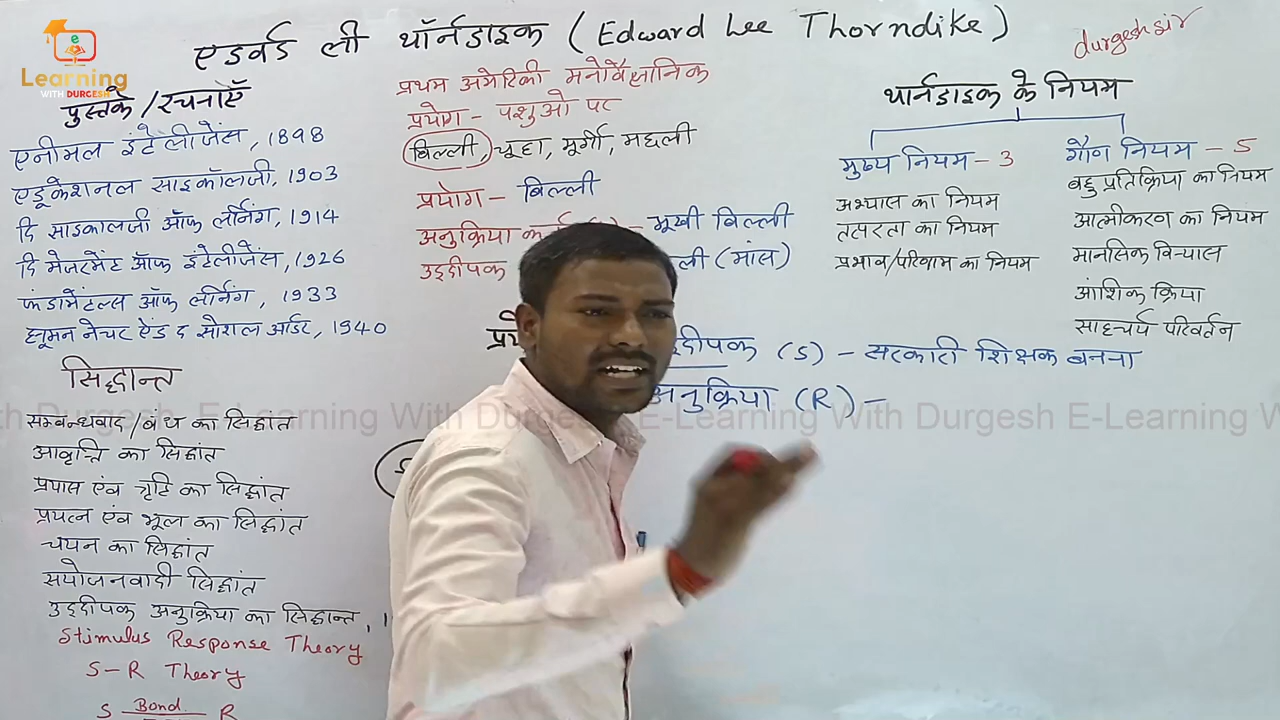 एडवर्ड ली थॉर्नडाइक (Edward Lee Thorndike)
durgesh sir
e
Learning
WITH DURGESH
पुस्तकें/रचनाएँ
एनीमल इंटेलीजेंस, 1898
एडूकेशनल साइकॉलजी, 1903
दि साइकालजी ऑफ लर्निंग, 1914
दि मेजरमेंट ऑफ इंटेलीजेंस, 1926
फंडामेंटल्स ऑफ लर्निंग, 1933
ह्यूमन नेचर ऐंड द सोशल आर्डर, 1940
सिद्धान्त
सम्बन्धवाद/बंध का सिद्धांत
आवृत्ति का सिद्धांत
प्रयास एंव त्रृटि का सिद्धांत
प्रयत्न एंव भूल का सिद्धांत
चयन का सिद्धांत
सयोजनवादी सिद्धांत
उद्दीपक अनुक्रिया का सिद्धान्त,
Stimulus Response Theory
S-R Theory
S Bond R
प्रथम अमेरिकी मनोवैज्ञानिक
प्रयोग - पशुओ पर
बिल्ली, चूहा, मूर्गी, मछली
प्रयोग - बिल्ली
अनुक्रिया - भूखी बिल्ली
उद्दीपक (मांस)
उद्दीपक (S) - सरकारी शिक्षक बनना
अनुक्रिया (R) -
थार्नडाइक के नियम
मुख्य नियम - 3
अभ्यास का नियम
तत्परता का नियम
प्रभाव/परिणाम का नियम
गौण नियम - 5
बहु प्रतिक्रिया का नियम
आत्मीकरण का नियम
मानसिक विन्यास
आंशिक क्रिया
साहचर्य परिवर्तन
With Durgesh E-Learning With Durgesh E-Learning With Durgesh E-Learning W